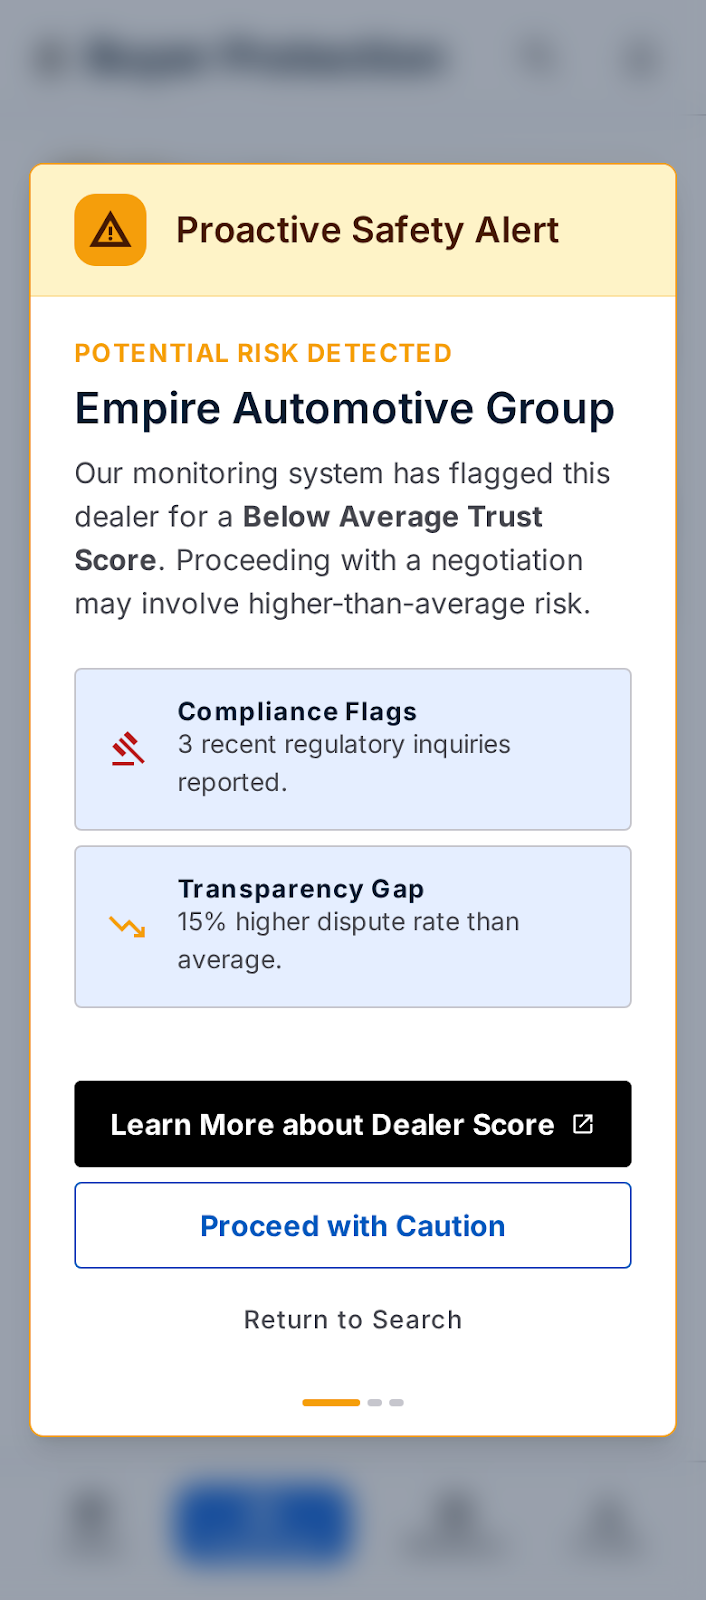 Proactive Safety Alert
POTENTIAL RISK DETECTED
Empire Automotive Group
Our monitoring system has flagged this
dealer for a Below Average Trust
Score. Proceeding with a negotiation
may involve higher-than-average risk.
Compliance Flags
3 recent regulatory inquiries
reported.
Transparency Gap
15% higher dispute rate than
average.
Learn More about Dealer Score
Proceed with Caution
Return to Search